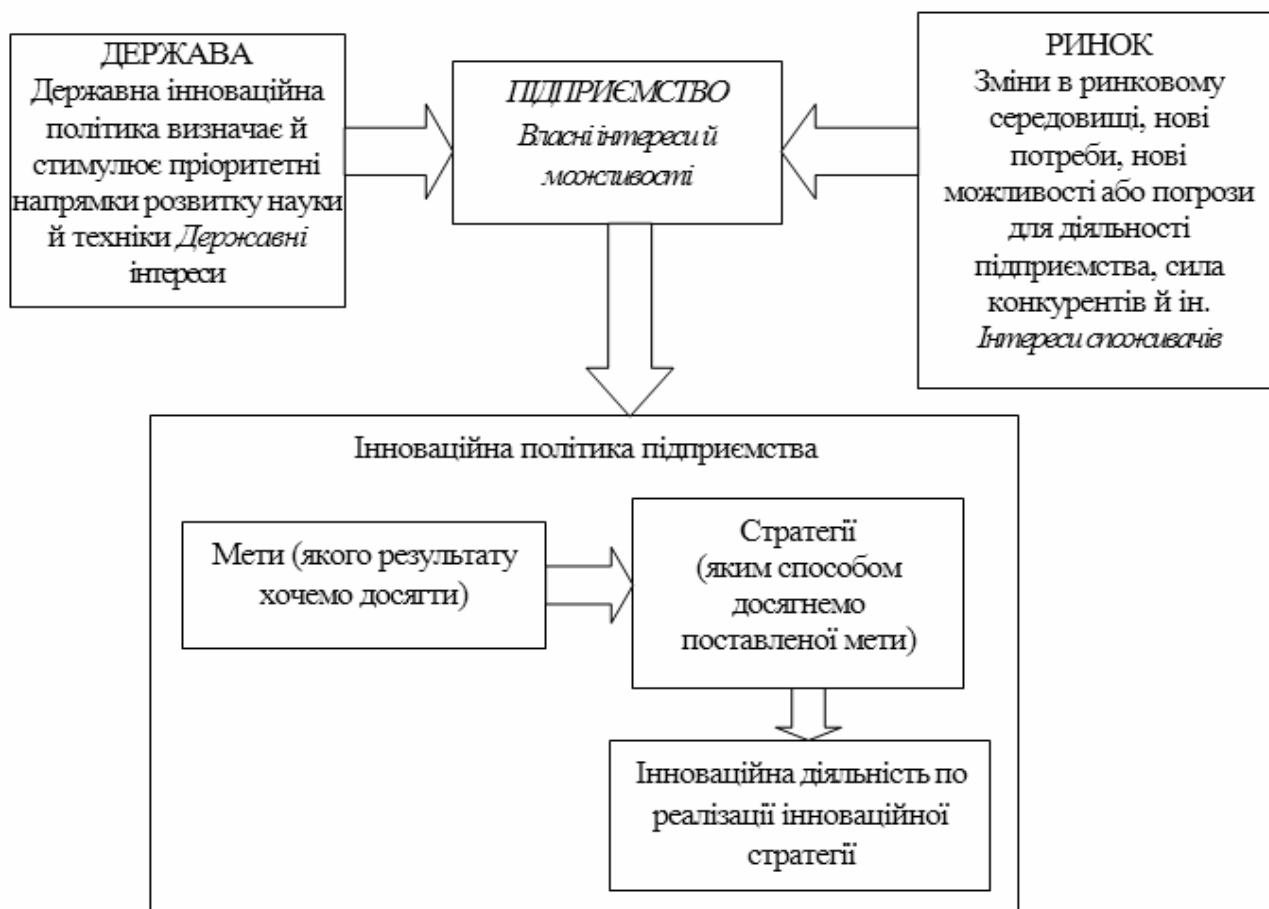 ДЕРЖАВА
Державна інноваційна
політика визначає й
стимулює пріоритетні
напрямки розвитку науки
й техніки Державні
інтереси
ПІДПРИЄМСТВО
Власні інтереси й
можливості
РИНОК
Зміни в ринковому
середовищі, нові
потреби, нові
можливості або погрози
для діяльності
підприємства, сила
конкурентів й ін.
Інтереси споживачів
Інноваційна політика підприємства
Мети (якого результату
хочемо досягти)
Стратегії
(яким способом
досягнемо
поставленої мети)
Інноваційна діяльність по
реалізації інноваційної
стратегії